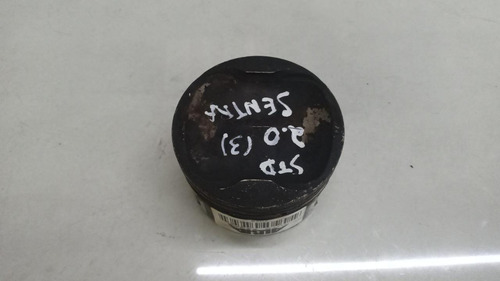 SENTRA
2.0 (3)
STD